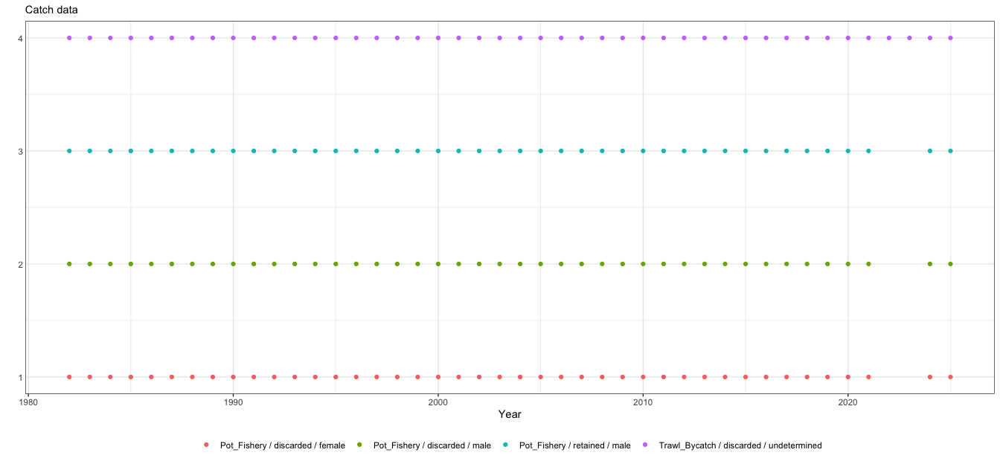 Catch data
4
3
2
1
1980 1990 2000 2010 2020
Year
Pot_Fishery / discarded / female Pot_Fishery / discarded / male Pot_Fishery / retained / male Trawl_Bycatch / discarded / undetermined